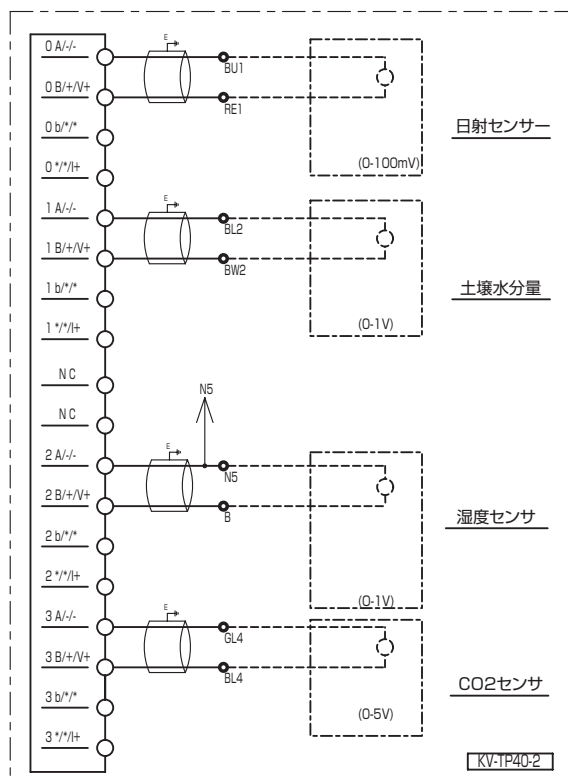 0 A/-/-
E
BU1
0 B/+/V+
RE1
日射センサー
0 b/*/*
(0-100mV)
0 */*/I+
1 A/-/-
E
BL2
1 B/+/V+
BW2
土壌水分量
1 b/*/*
(0-1V)
1 */*/I+
N C
N5
N C
2 A/-/-
E
N5
2 B/+/V+
B
湿度センサ
2 b/*/*
2 */*/I+
(0-1V)
3 A/-/-
E
GL4
3 B/+/V+
BL4
CO2センサ
3 b/*/*
(0-5V)
3 */*/I+
KV-TP40-2